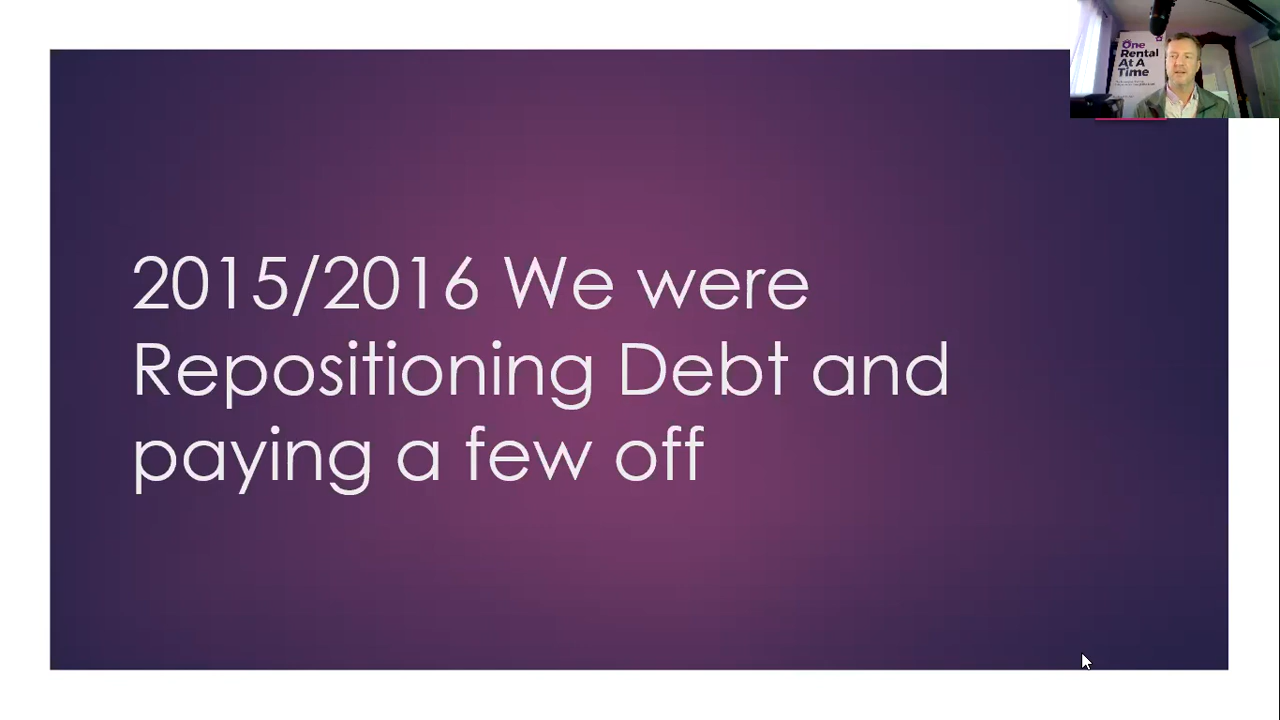 One
Rental
At A
Time
2015/2016 We were
Repositioning Debt and
paying a few off